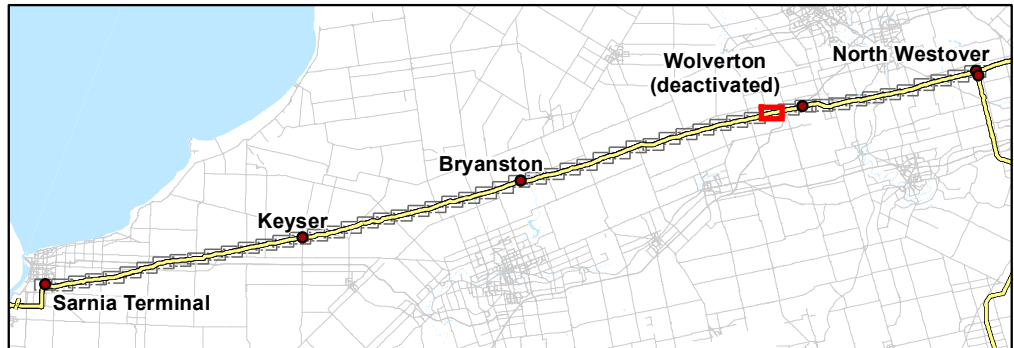 Wolverton
(deactivated)
North Westover
Bryanston
Keyser
Sarnia Terminal